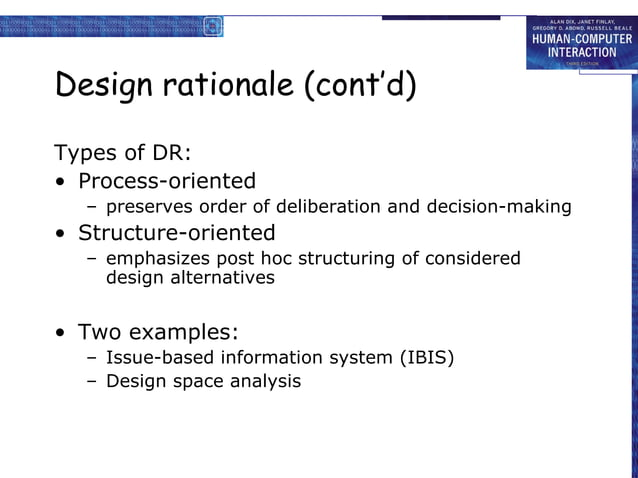 ALAN DIX, JANET FINLAY,
GREGORY D. ABOWD, RUSSELL BEALE
HUMAN-COMPUTER
INTERACTION
THIRD EDITION
Design rationale (cont’d)
Types of DR:
• Process-oriented
– preserves order of deliberation and decision-making
• Structure-oriented
– emphasizes post hoc structuring of considered
design alternatives
• Two examples:
– Issue-based information system (IBIS)
– Design space analysis